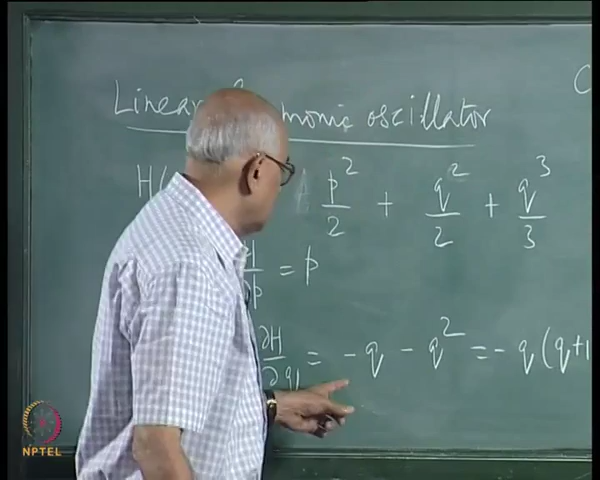 Linear monic oscillator
C
H( p²/2 + q²/2 + q³/3
∂H/∂p = p
∂H/∂q = - q - q² = - q(q+1
NPTEL